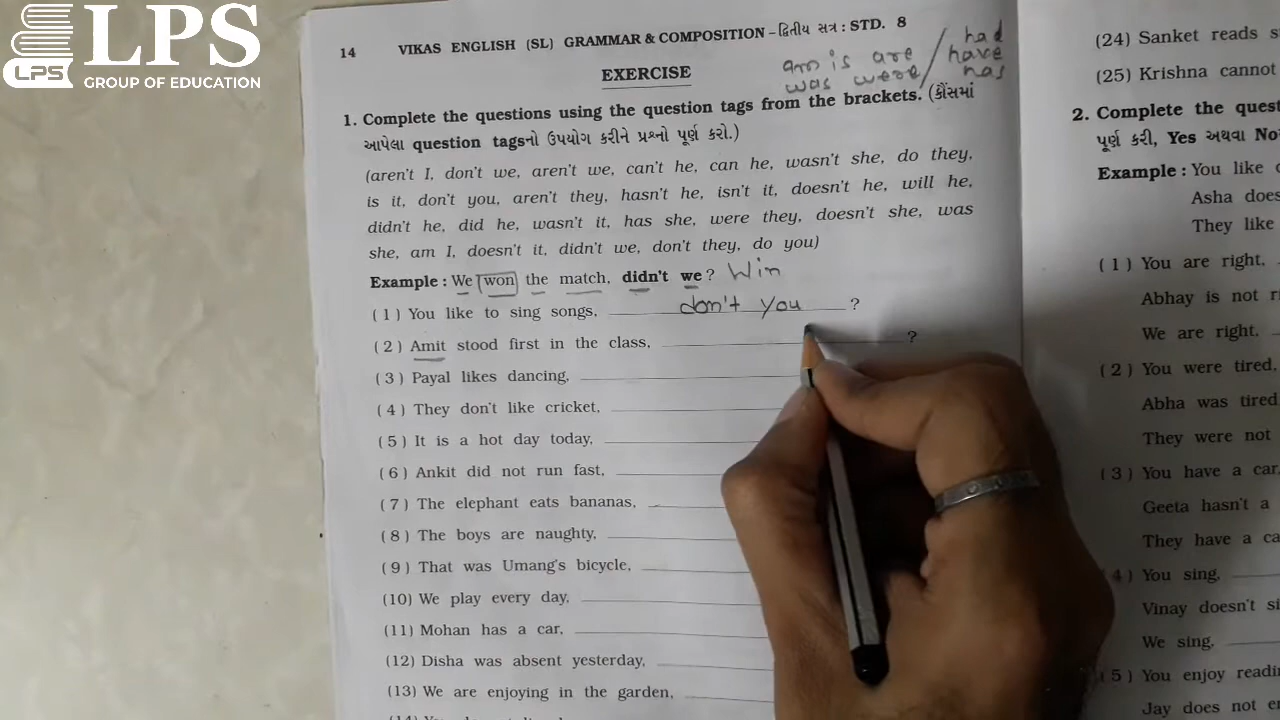 LPS
LPS
GROUP OF EDUCATION
14 VIKAS ENGLISH (SL) GRAMMAR & COMPOSITION – દ્વિતીય સત્ર : STD. 8
am is are / had
was were / have
has
EXERCISE
1. Complete the questions using the question tags from the brackets. (કૌંસમાં
આપેલા question tagsનો ઉપયોગ કરીને પ્રશ્નો પૂર્ણ કરો.)
(aren't I, don't we, aren't we, can't he, can he, wasn't she, do they,
is it, don't you, aren't they, hasn't he, isn't it, doesn't he, will he,
didn't he, did he, wasn't it, has she, were they, doesn't she, was
she, am I, doesn't it, didn't we, don't they, do you)
Example : We won the match, didn't we? Win
(1) You like to sing songs, don't you ?
(2) Amit stood first in the class, ?
(3) Payal likes dancing,
(4) They don't like cricket,
(5) It is a hot day today,
(6) Ankit did not run fast,
(7) The elephant eats bananas,
(8) The boys are naughty,
(9) That was Umang's bicycle,
(10) We play every day,
(11) Mohan has a car,
(12) Disha was absent yesterday,
(13) We are enjoying in the garden,
(24) Sanket reads
(25) Krishna cannot
2. Complete the
પૂર્ણ કરી, Yes અથવા
Example : You like
Asha
They like
(1) You are right,
Abhay is not
We are right,
(2) You were tired,
Abha was tired
They were not
(3) You have a car,
Geeta hasn't a
They have a
4) You sing,
Vinay doesn't
We sing,
5) You enjoy
Jay does not